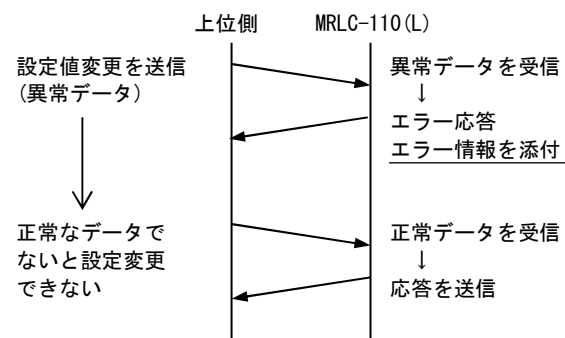 上位側 MRLC-110(L)
設定値変更を送信
(異常データ)
異常データを受信
↓
エラー応答
エラー情報を添付
正常なデータで
ないと設定変更
できない
正常データを受信
↓
応答を送信